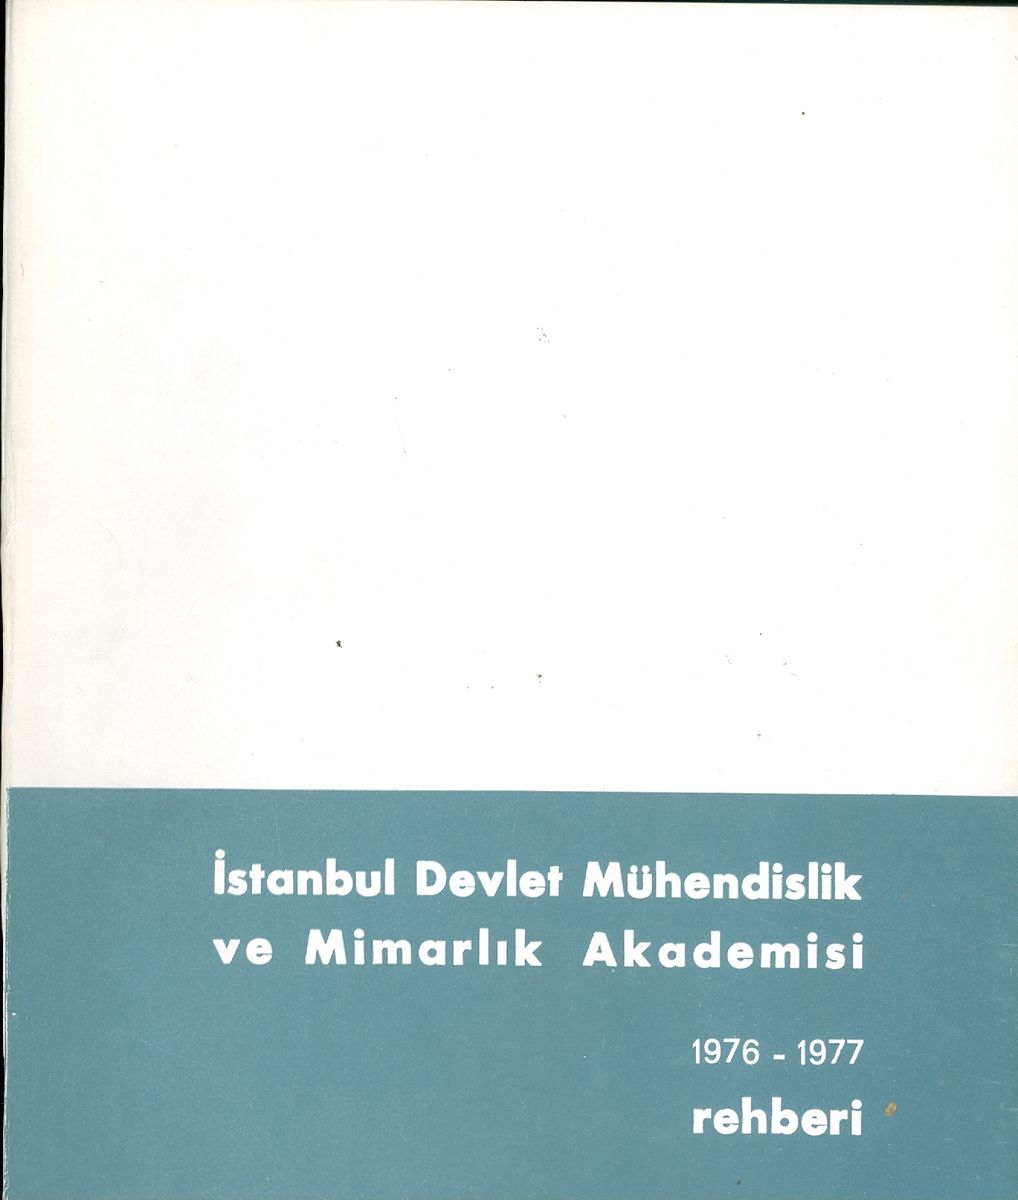 İstanbul Devlet Mühendislik
ve Mimarlık Akademisi
1976 - 1977
rehberi